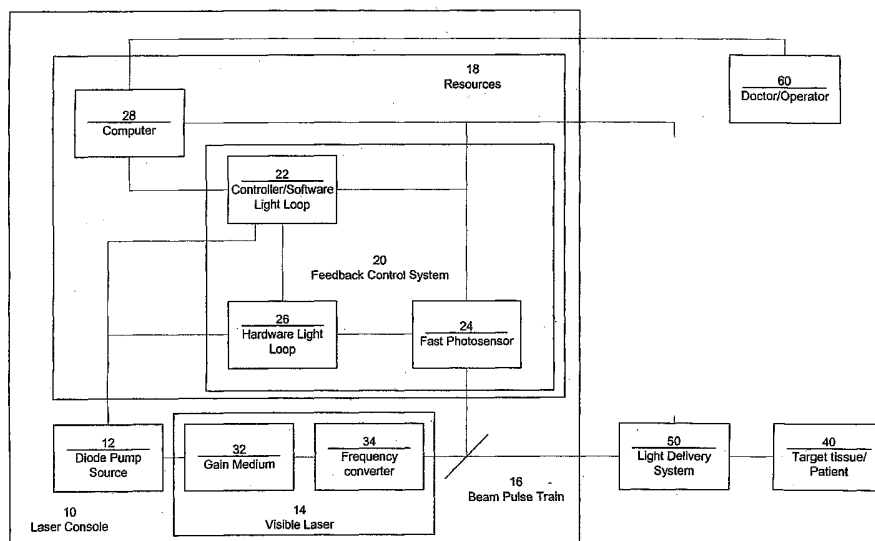 18
Resources
60
Doctor/Operator
28
Computer
22
Controller/Software
Light Loop
20
Feedback Control System
26
Hardware Light
Loop
24
Fast Photosensor
12
Diode Pump
Source
32
Gain Medium
34
Frequency
converter
50
Light Delivery
System
40
Target tissue/
Patient
16
Beam Pulse Train
10
Laser Console
14
Visible Laser